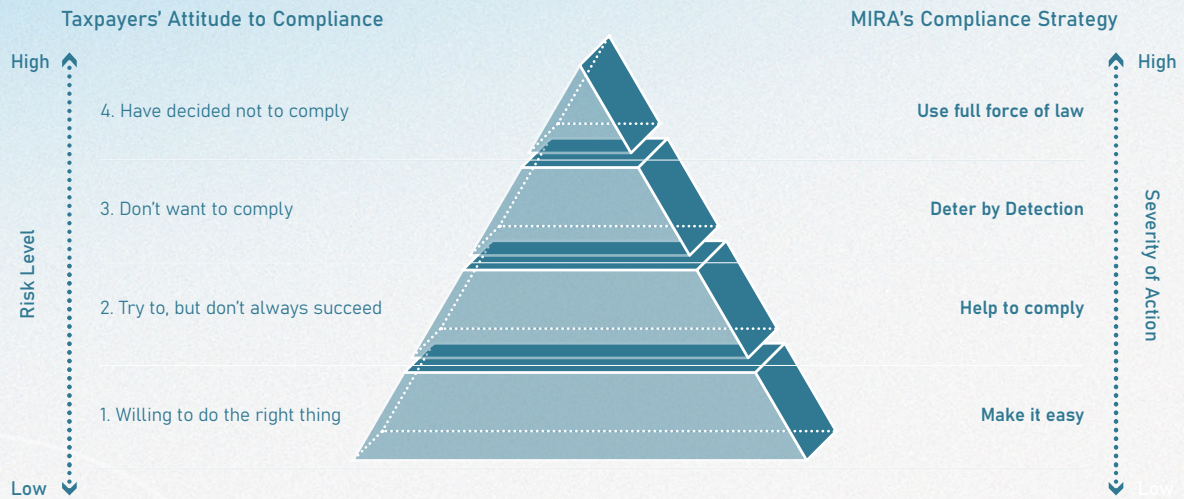 Taxpayers’ Attitude to Compliance
MIRA’s Compliance Strategy
High
High
4. Have decided not to comply
Use full force of law
3. Don’t want to comply
Deter by Detection
Risk Level
Severity of Action
2. Try to, but don’t always succeed
Help to comply
1. Willing to do the right thing
Make it easy
Low
Low